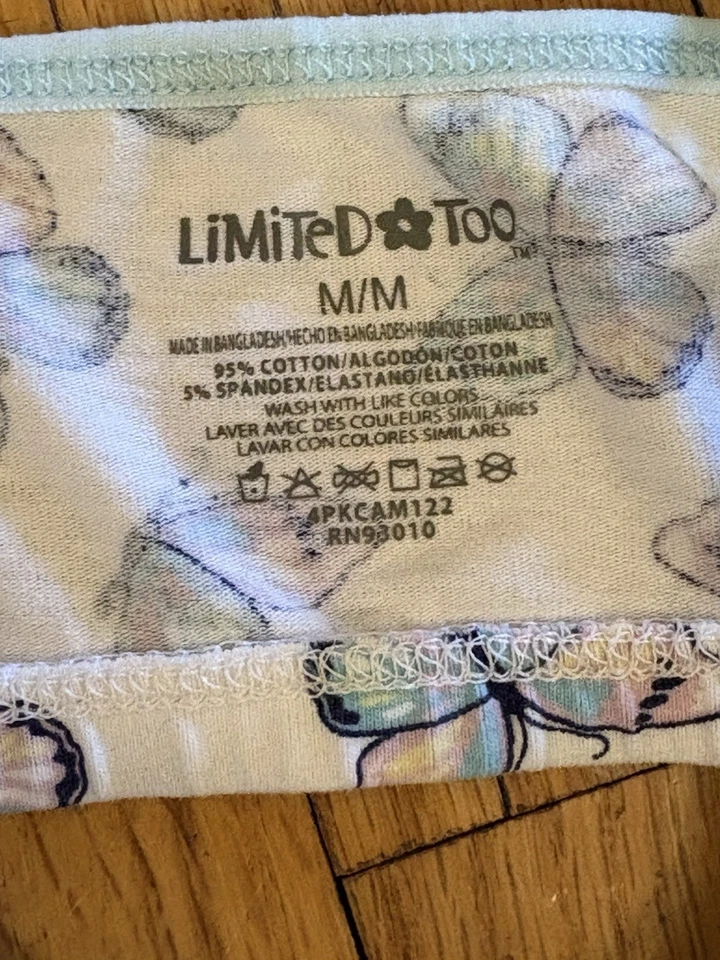 LiMiTeD TOO TM
M/M
MADE IN BANGLADESH/HECHO EN BANGLADESH/FABRIQUE EN BANGLADESH
95% COTTON/ALGODÓN/COTON
5% SPANDEX/ELASTANO/ÉLASTHANNE
WASH WITH LIKE COLORS
LAVER AVEC DES COULEURS SIMILAIRES
LAVAR CON COLORES SIMILARES
4PKCAM122
RN93010